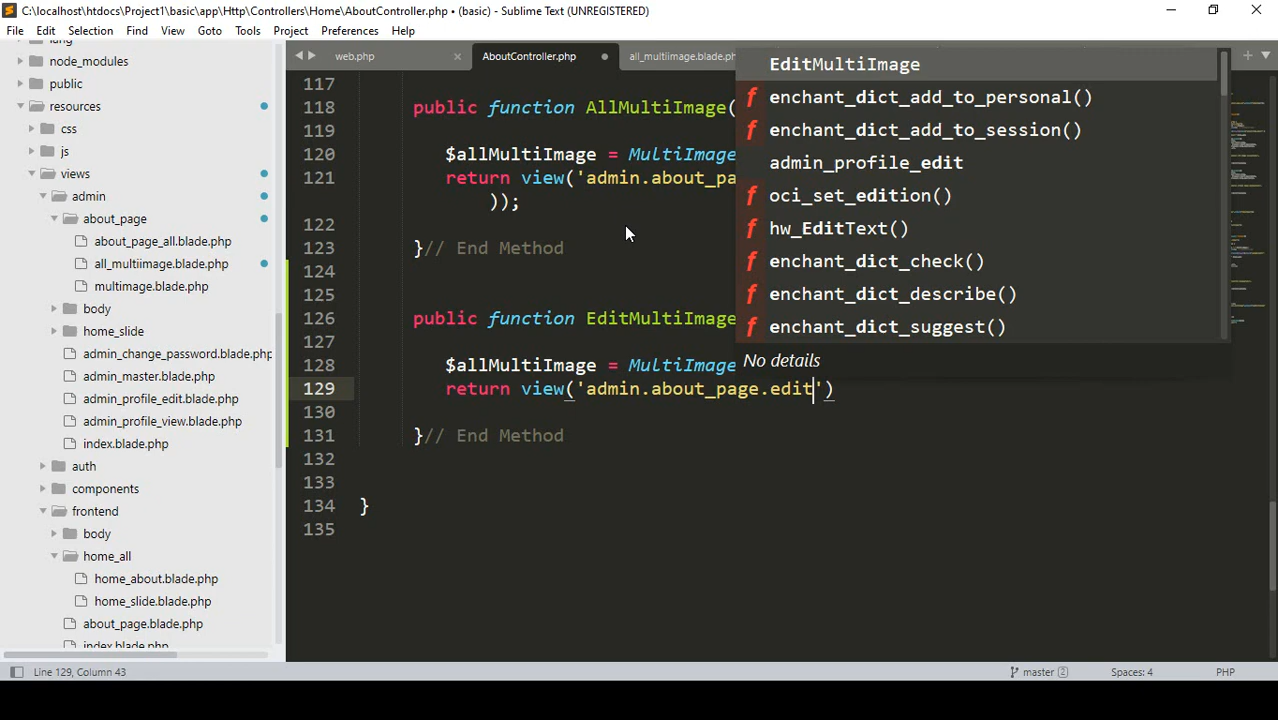 C:\localhost\htdocs\Project1\basic\app\Http\Controllers\Home\AboutController.php • (basic) - Sublime Text (UNREGISTERED)
File Edit Selection Find View Goto Tools Project Preferences Help
lang
node_modules
public
resources
css
js
views
admin
about_page
about_page_all.blade.php
all_multiimage.blade.php
multimage.blade.php
body
home_slide
admin_change_password.blade.php
admin_master.blade.php
admin_profile_edit.blade.php
admin_profile_view.blade.php
index.blade.php
auth
components
frontend
body
home_all
home_about.blade.php
home_slide.blade.php
about_page.blade.php
index.blade.php
web.php AboutController.php all_multiimage.blade.ph
117
118 public function AllMultiImage(
119
120 $allMultiImage = MultiImage
121 return view('admin.about_pa
));
122
123 }// End Method
124
125
126 public function EditMultiImage
127
128 $allMultiImage = MultiImage
129 return view('admin.about_page.edit')
130
131 }// End Method
132
133
134 }
135
EditMultiImage
f enchant_dict_add_to_personal()
f enchant_dict_add_to_session()
admin_profile_edit
f oci_set_edition()
f hw_EditText()
f enchant_dict_check()
f enchant_dict_describe()
f enchant_dict_suggest()
No details
Line 129, Column 43
master 2
Spaces: 4
PHP